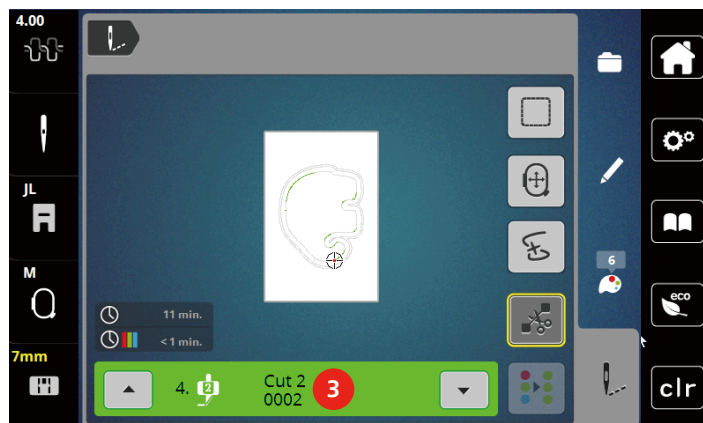 4.00
JL
M
7mm
11 min.
< 1 min.
4. 2 Cut 2
0002
3
6
eco
clr